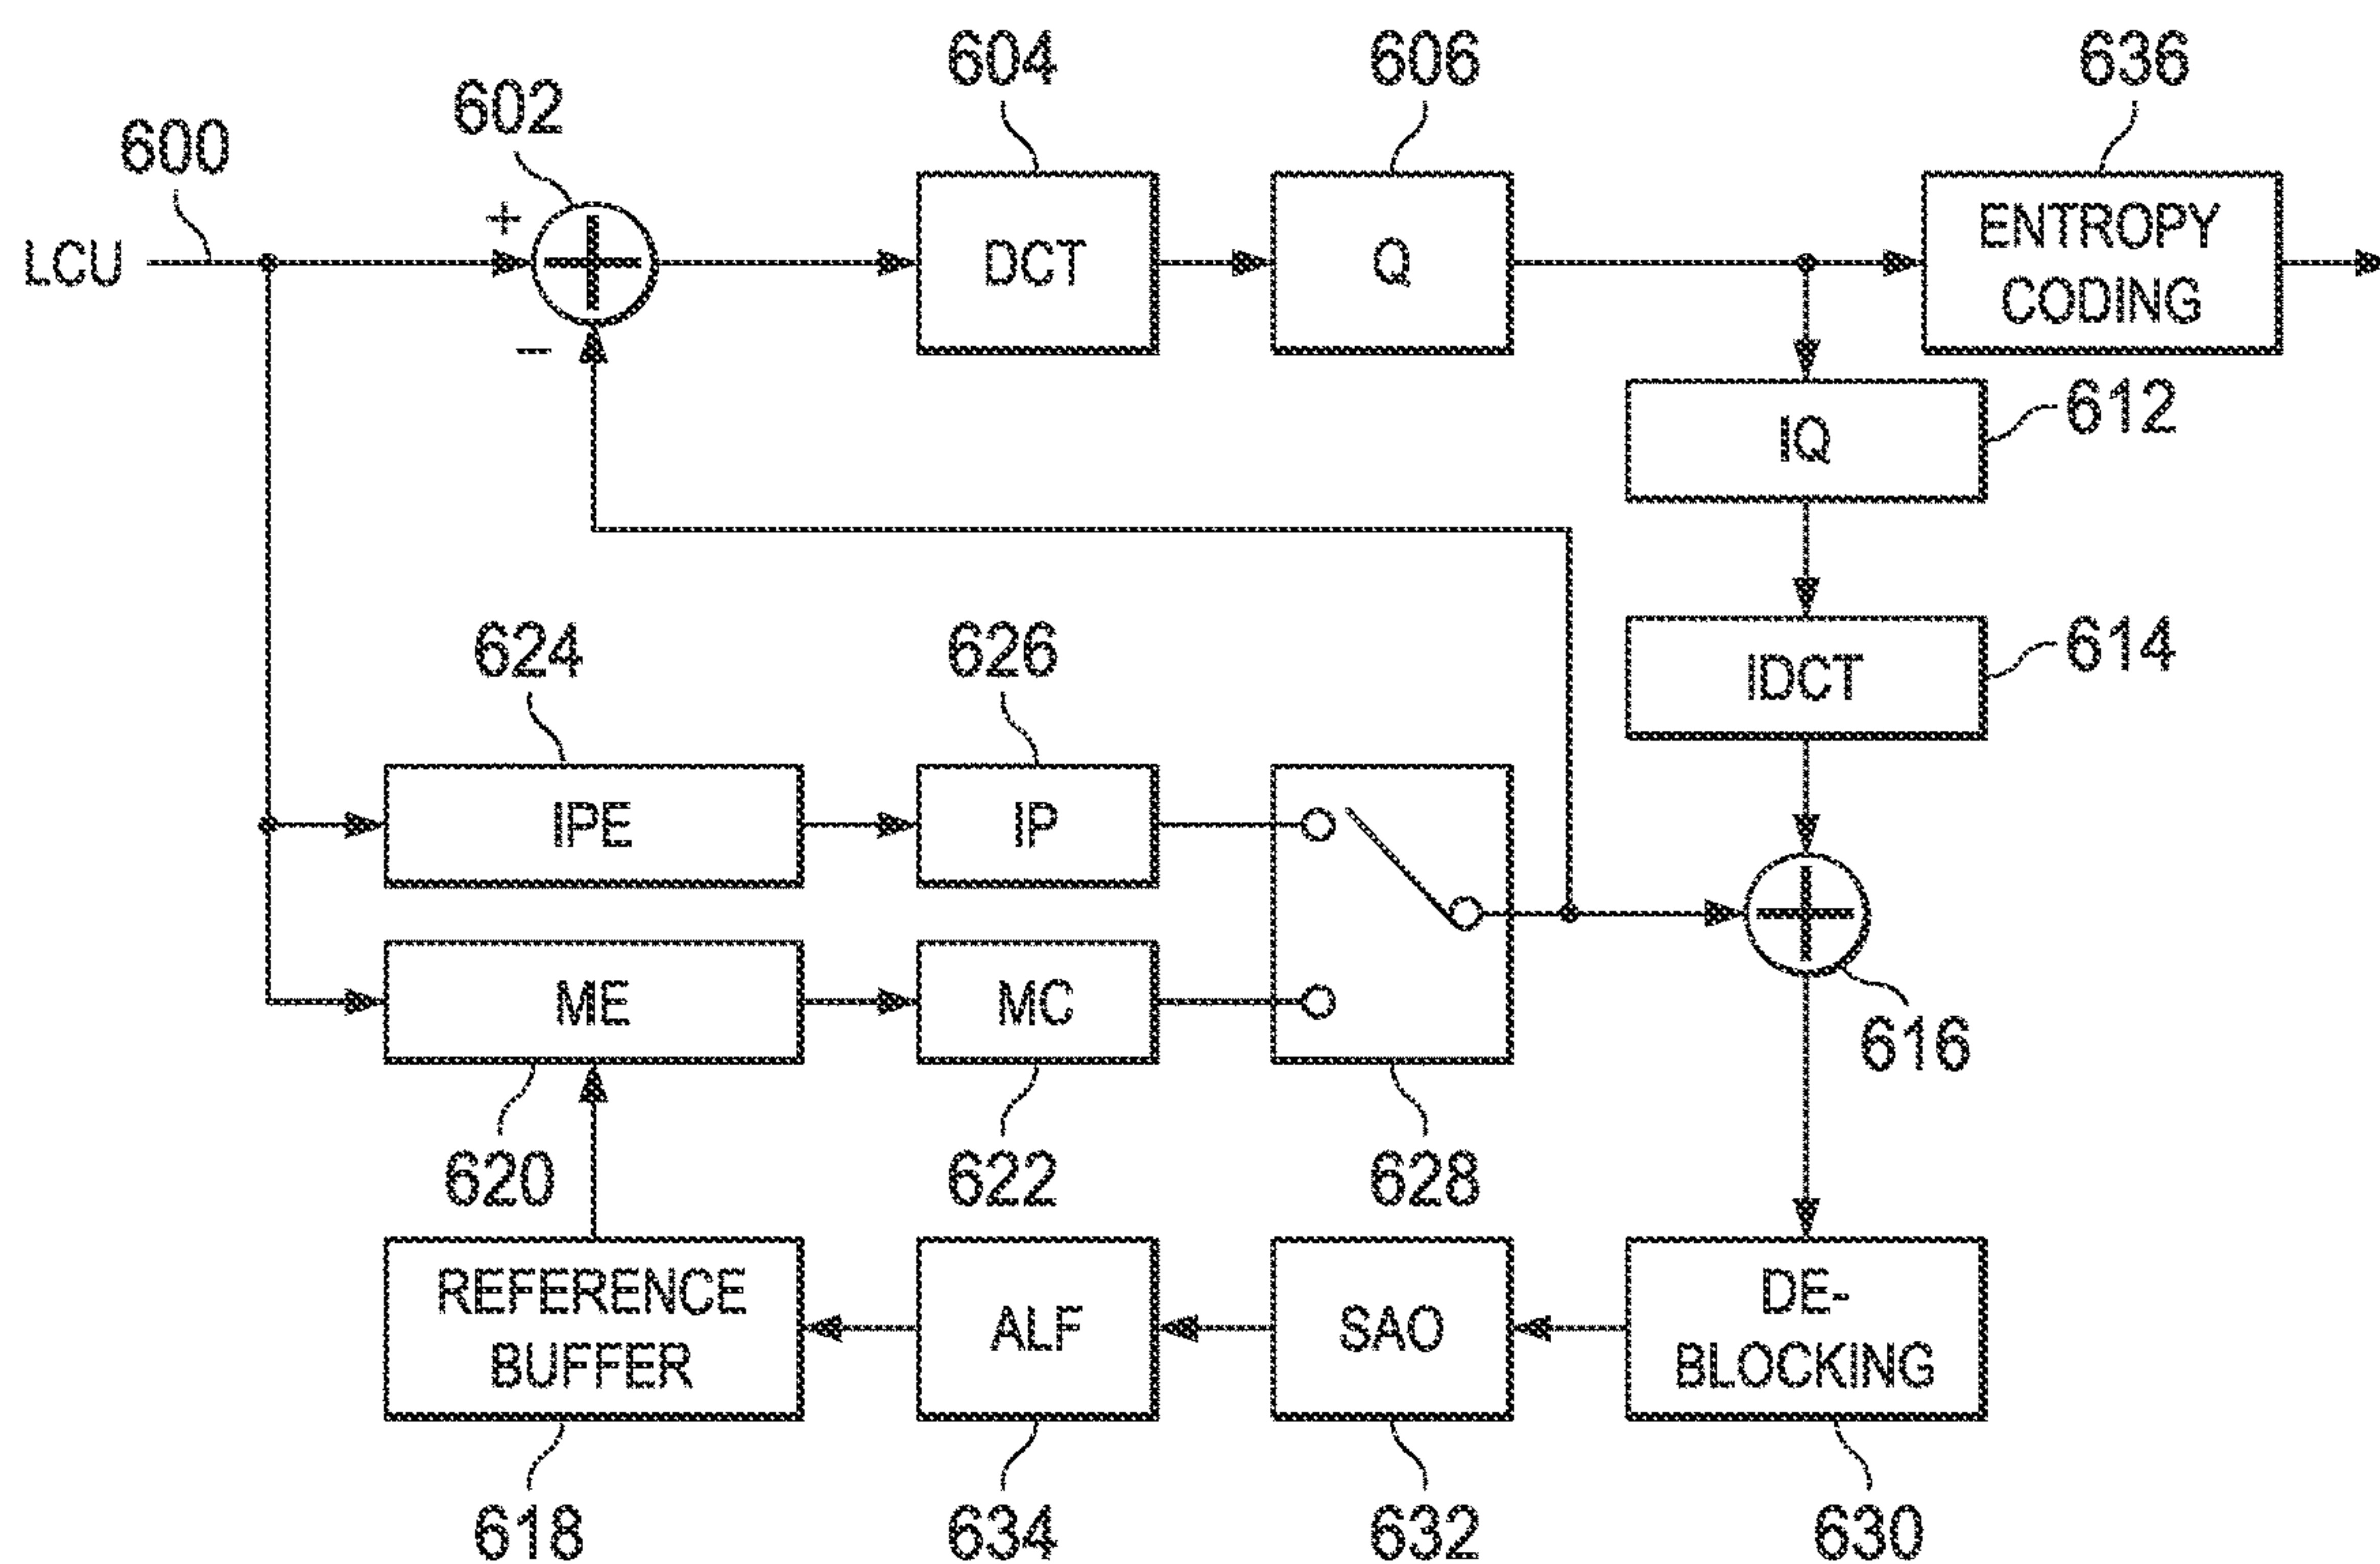 604
606
636
602
600
+
LCU
DCT
Q
ENTROPY
CODING
−
612
IQ
624
626
614
IDCT
IPE
IP
ME
MC
616
620
622
628
REFERENCE
BUFFER
ALF
SAO
DE-
BLOCKING
618
634
632
630